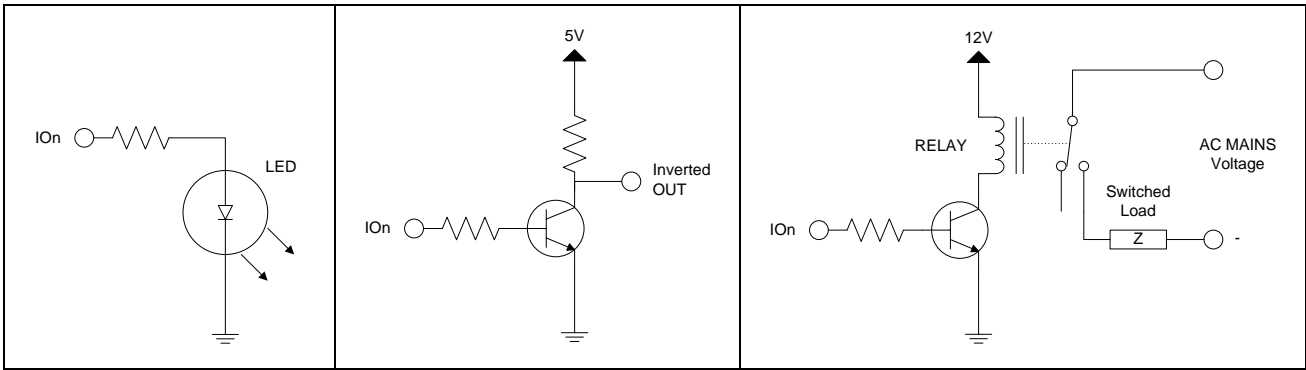 IOn
LED
5V
Inverted
OUT
IOn
12V
RELAY
AC MAINS
Voltage
Switched
Load
IOn
Z
-